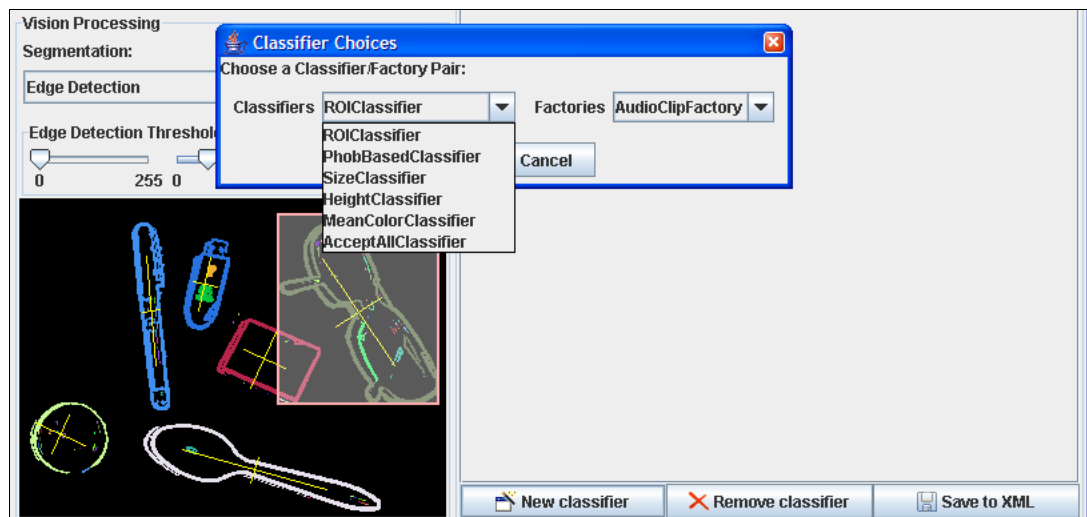 Vision Processing
Segmentation:
Edge Detection
Edge Detection Threshol
0 255 0
Classifier Choices
Choose a Classifier/Factory Pair:
Classifiers ROIClassifier Factories AudioClipFactory
ROIClassifier
PhobBasedClassifier
SizeClassifier
HeightClassifier
MeanColorClassifier
AcceptAllClassifier
Cancel
New classifier Remove classifier Save to XML